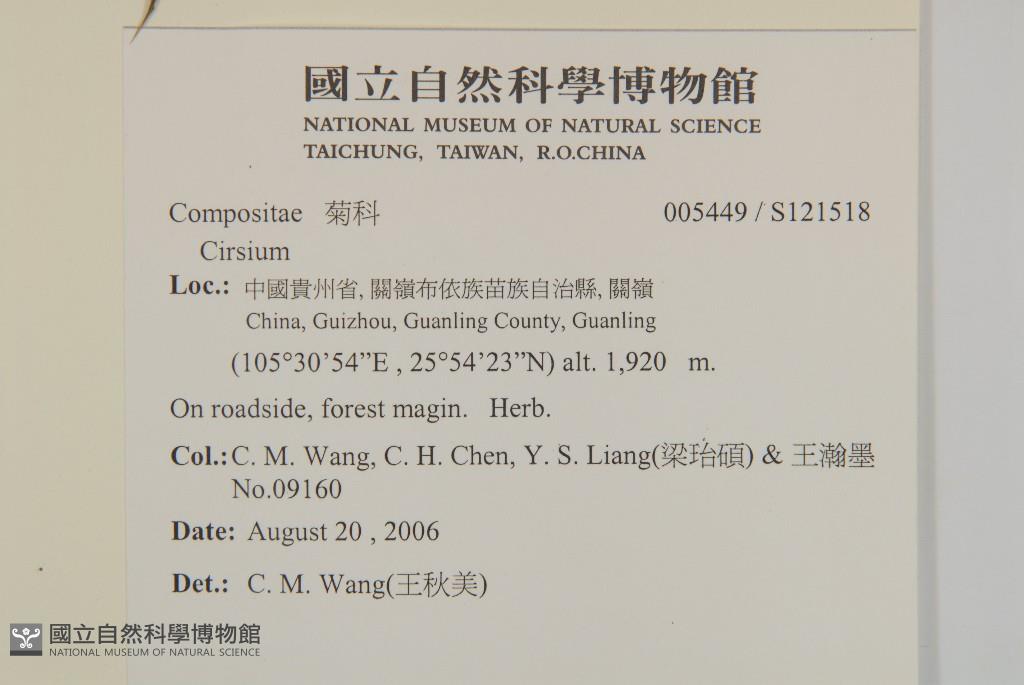 國立自然科學博物館
NATIONAL MUSEUM OF NATURAL SCIENCE
TAICHUNG, TAIWAN, R.O.CHINA
Compositae 菊科 005449 / S121518
Cirsium
Loc.: 中國貴州省, 關嶺布依族苗族自治縣, 關嶺
China, Guizhou, Guanling County, Guanling
(105°30’54”E , 25°54’23”N) alt. 1,920 m.
On roadside, forest magin. Herb.
Col.: C. M. Wang, C. H. Chen, Y. S. Liang(梁珆碩) & 王瀚墨
No.09160
Date: August 20 , 2006
Det.: C. M. Wang(王秋美)
國立自然科學博物館
NATIONAL MUSEUM OF NATURAL SCIENCE